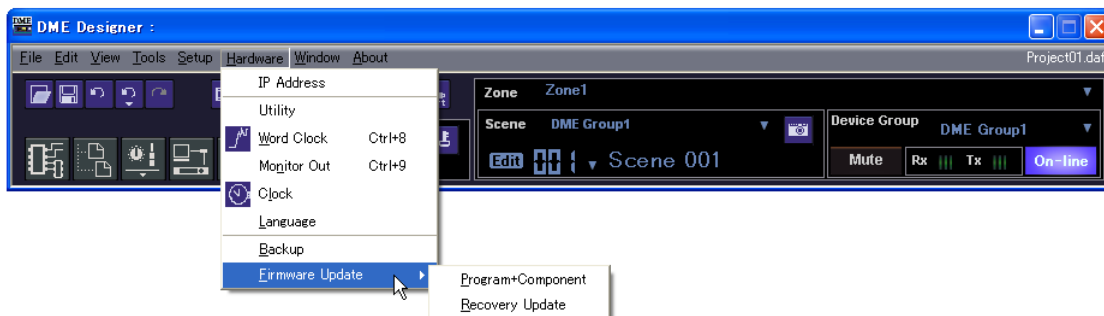 DME Designer :
File Edit View Tools Setup Hardware Window About Project01.daf
IP Address
Utility
Word Clock Ctrl+8
Monitor Out Ctrl+9
Clock
Language
Backup
Firmware Update
Program+Component
Recovery Update
Zone Zone1
Scene DME Group1
Edit 001 Scene 001
Device Group DME Group1
Mute Rx Tx On-line